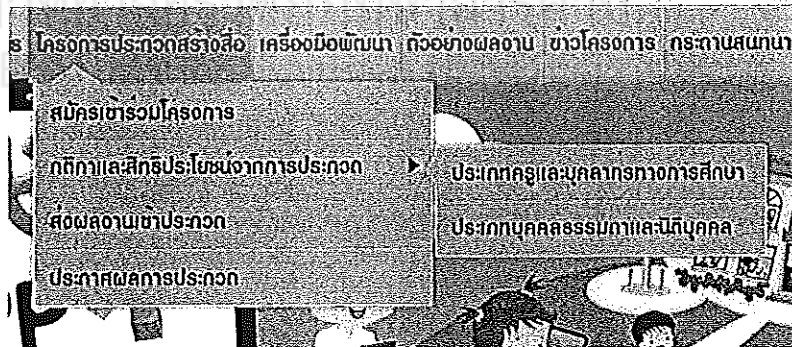 ร โครงการประกวดสร้างสื่อ เครื่องมือพัฒนา ตัวอย่างผลงาน ข่าวโครงการ กระดานสนทนา
สมัครเข้าร่วมโครงการ
กติกาและสิทธิประโยชน์จากการประกวด
ประเภทครูและบุคลากรทางการศึกษา
ส่งผลงานเข้าประกวด
ประเภทบุคคลธรรมดาและนิติบุคคล
ประกาศผลการประกวด